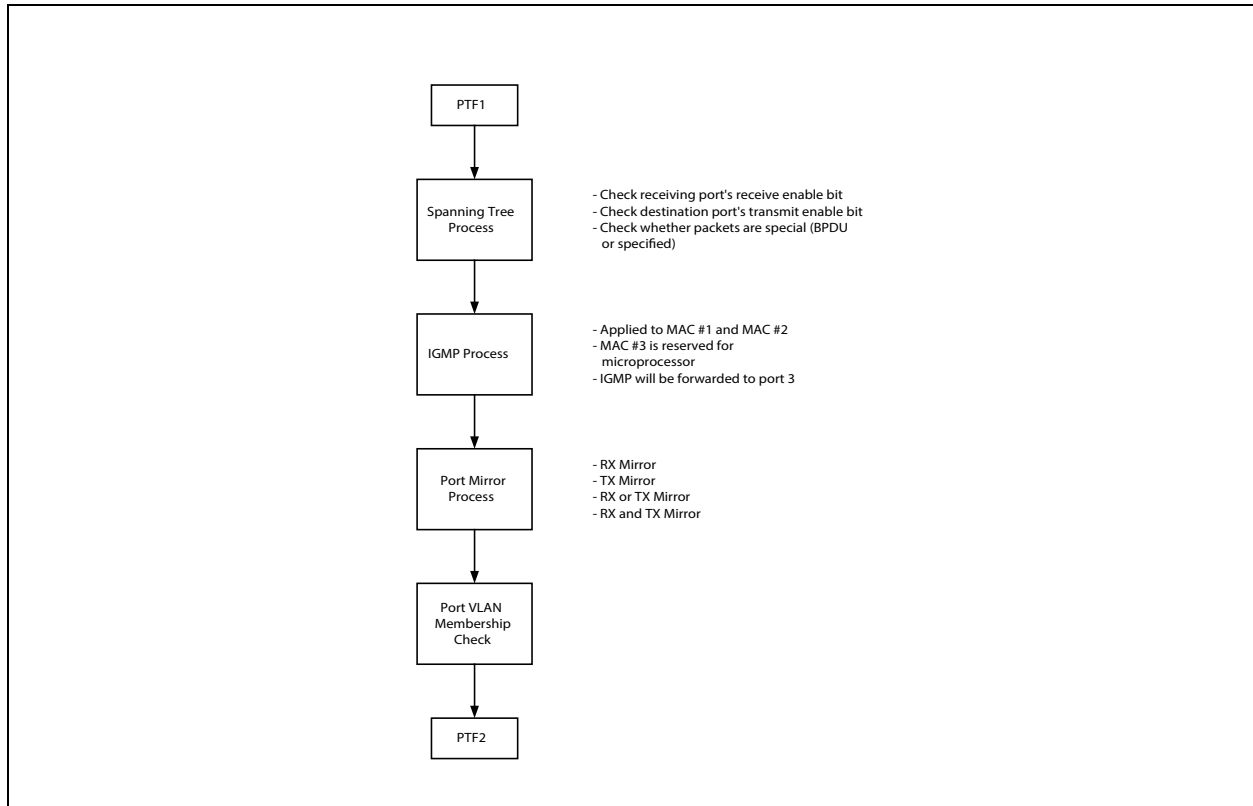 PTF1
Spanning Tree
Process
- Check receiving port's receive enable bit
- Check destination port's transmit enable bit
- Check whether packets are special (BPDU
or specified)
IGMP Process
- Applied to MAC #1 and MAC #2
- MAC #3 is reserved for
microprocessor
- IGMP will be forwarded to port 3
Port Mirror
Process
- RX Mirror
- TX Mirror
- RX or TX Mirror
- RX and TX Mirror
Port VLAN
Membership
Check
PTF2